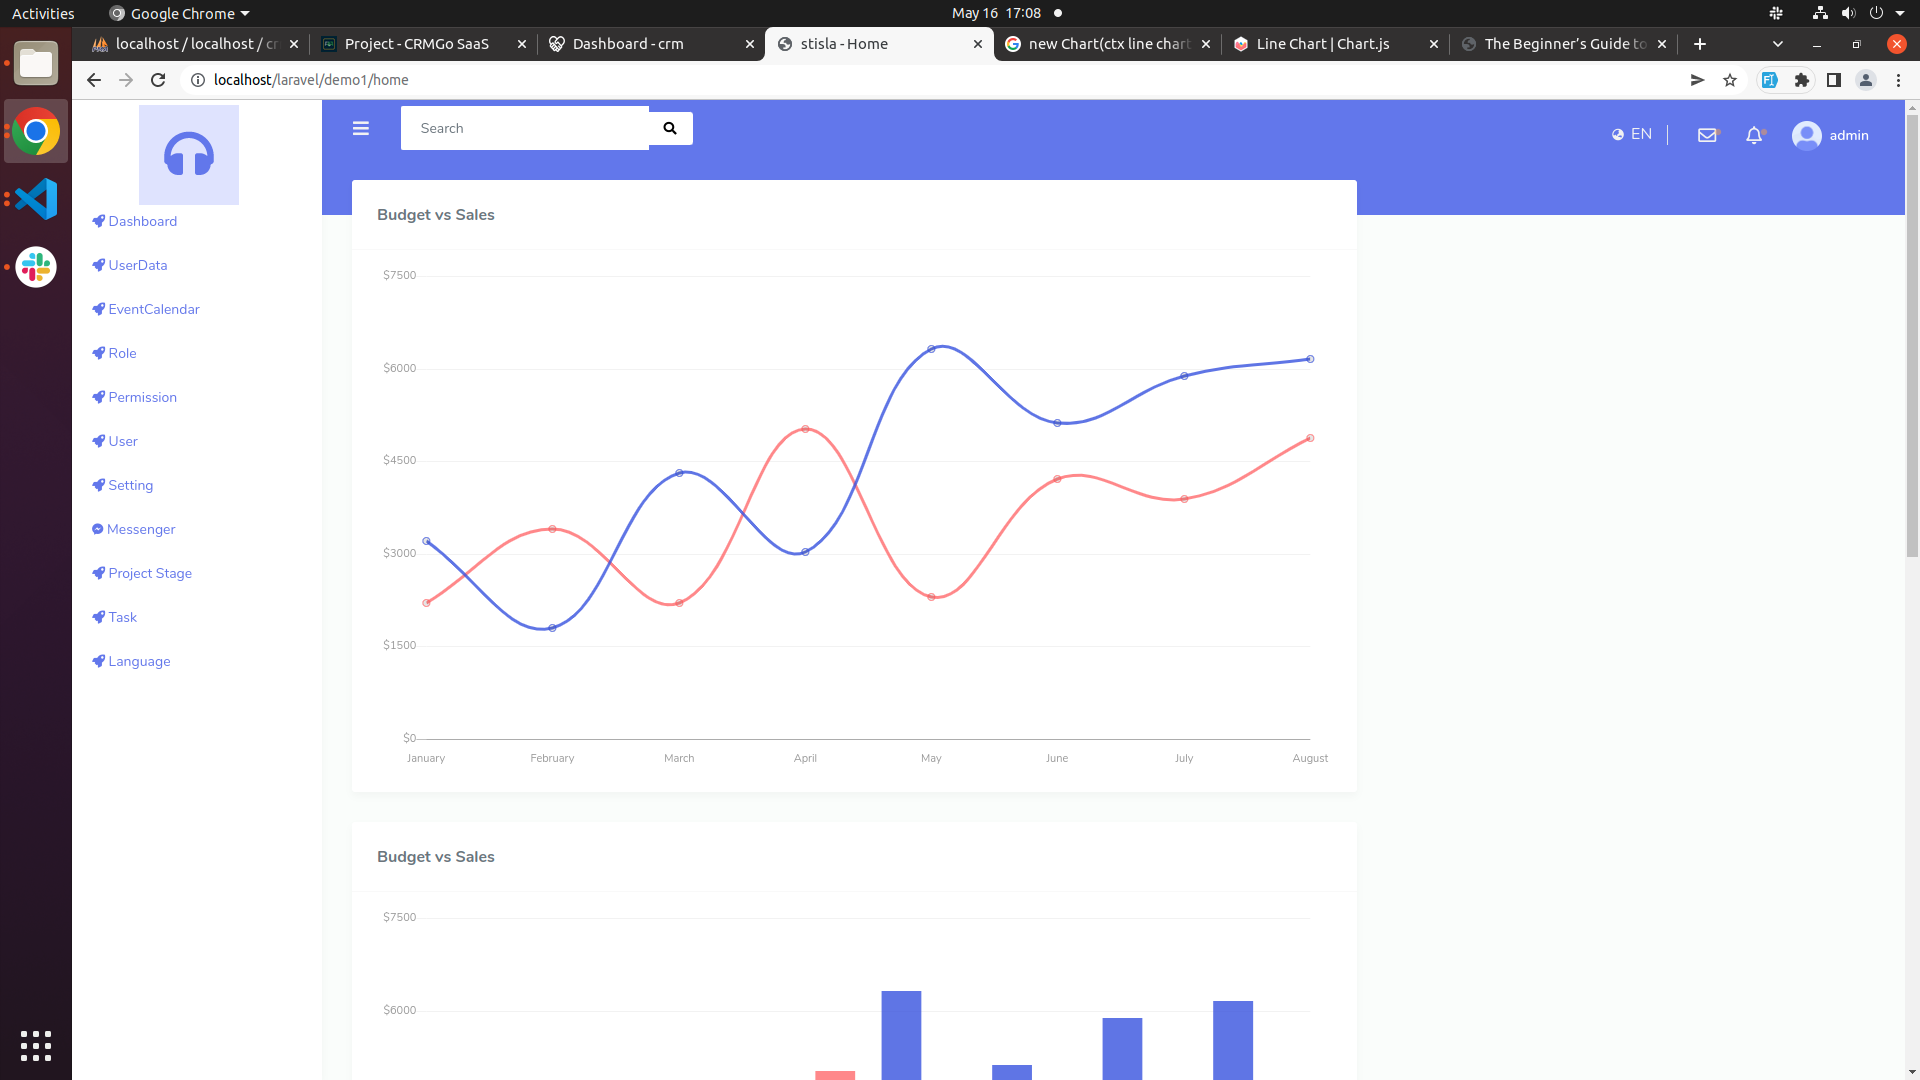 Activities
Google Chrome
May 16 17:08
localhost / localhost / cr
Project - CRMGo SaaS
Dashboard - crm
stisla - Home
new Chart(ctx line chart
Line Chart | Chart.js
The Beginner's Guide to
localhost/laravel/demo1/home
Search
EN
admin
Dashboard
UserData
EventCalendar
Role
Permission
User
Setting
Messenger
Project Stage
Task
Language
Budget vs Sales
$7500
$6000
$4500
$3000
$1500
$0
January February March April May June July August
Budget vs Sales
$7500
$6000